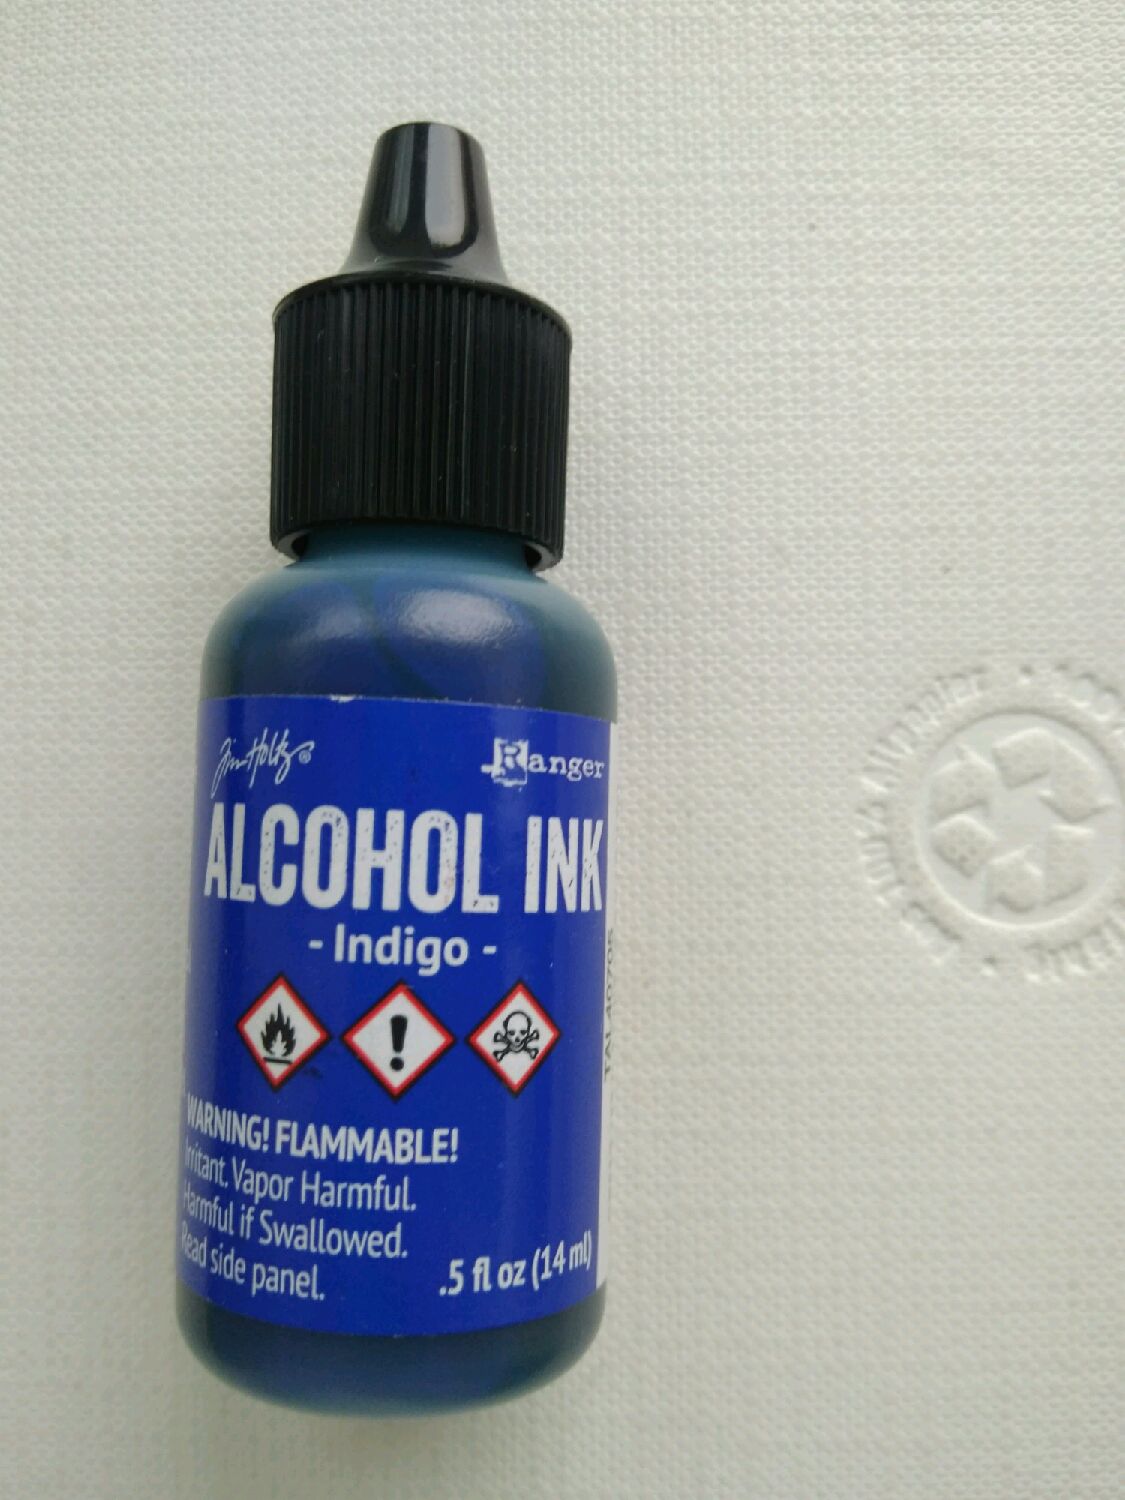 Tim Holtz®
Ranger
ALCOHOL INK
- Indigo -
WARNING! FLAMMABLE!
Irritant. Vapor Harmful.
Harmful if Swallowed.
Read side panel.
.5 fl oz (14 ml)